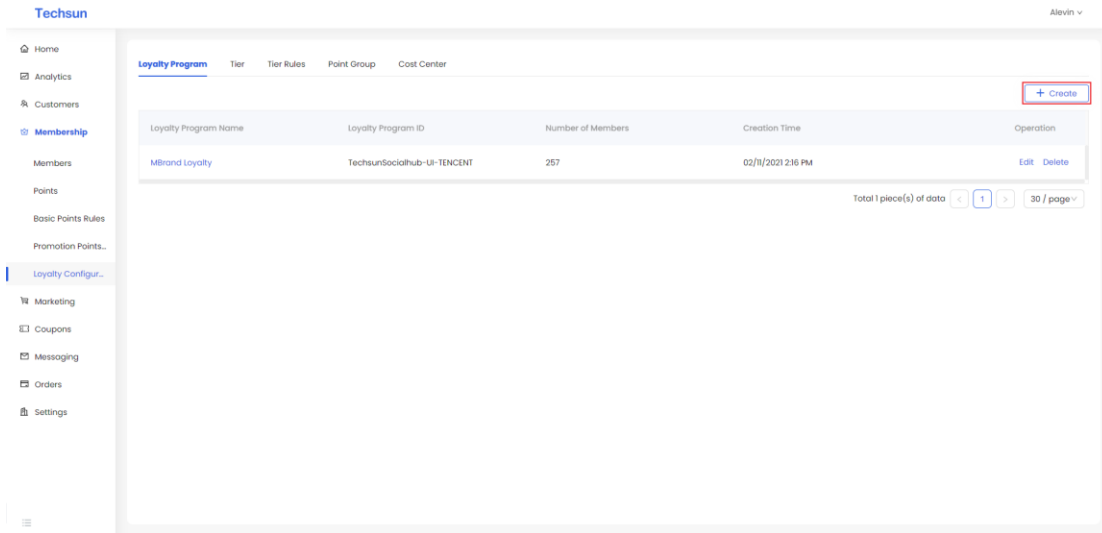 Techsun
Alevin
Home
Analytics
Customers
Membership
Members
Points
Basic Points Rules
Promotion Points...
Loyalty Configur...
Marketing
Coupons
Messaging
Orders
Settings
Loyalty Program Tier Tier Rules Point Group Cost Center
+ Create
Loyalty Program Name Loyalty Program ID Number of Members Creation Time Operation
MBrand Loyalty TechsunSocialhub-UI-TENCENT 257 02/11/2021 2:16 PM Edit Delete
Total 1 piece(s) of data < 1 > 30 / page